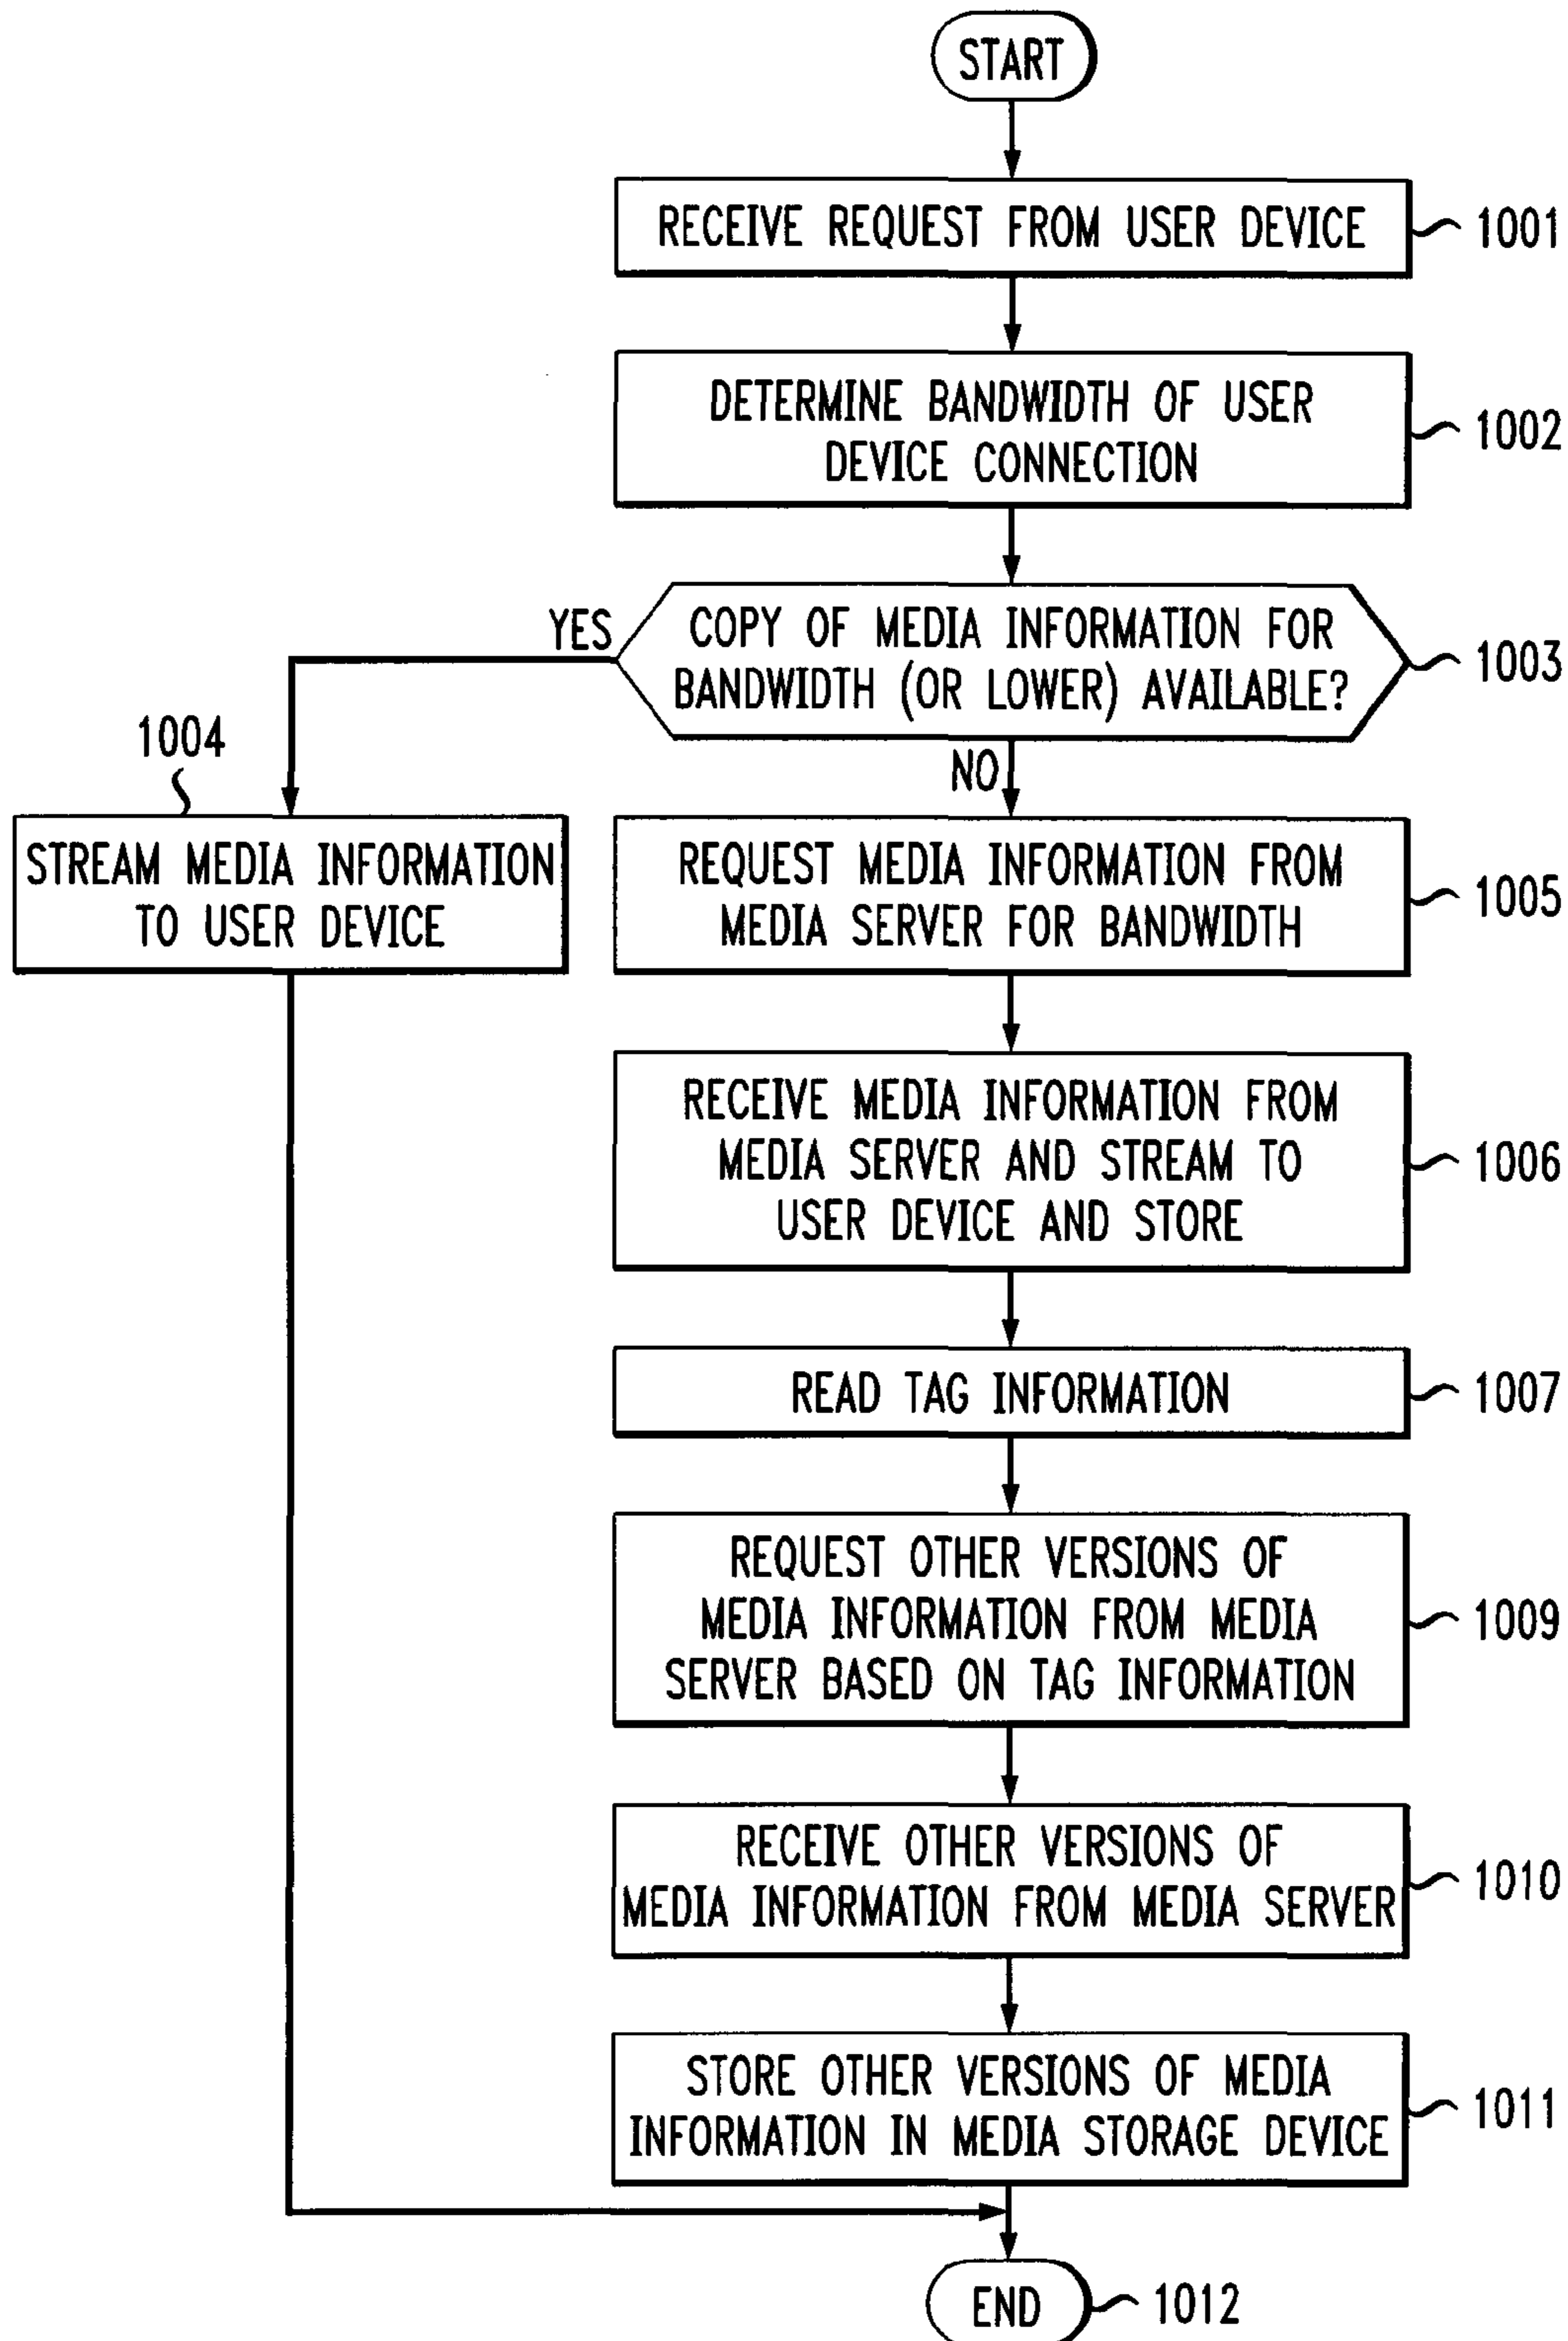 START
RECEIVE REQUEST FROM USER DEVICE
1001
DETERMINE BANDWIDTH OF USER
DEVICE CONNECTION
1002
COPY OF MEDIA INFORMATION FOR
BANDWIDTH (OR LOWER) AVAILABLE?
1003
YES
NO
1004
STREAM MEDIA INFORMATION
TO USER DEVICE
REQUEST MEDIA INFORMATION FROM
MEDIA SERVER FOR BANDWIDTH
1005
RECEIVE MEDIA INFORMATION FROM
MEDIA SERVER AND STREAM TO
USER DEVICE AND STORE
1006
READ TAG INFORMATION
1007
REQUEST OTHER VERSIONS OF
MEDIA INFORMATION FROM MEDIA
SERVER BASED ON TAG INFORMATION
1009
RECEIVE OTHER VERSIONS OF
MEDIA INFORMATION FROM MEDIA SERVER
1010
STORE OTHER VERSIONS OF MEDIA
INFORMATION IN MEDIA STORAGE DEVICE
1011
END
1012